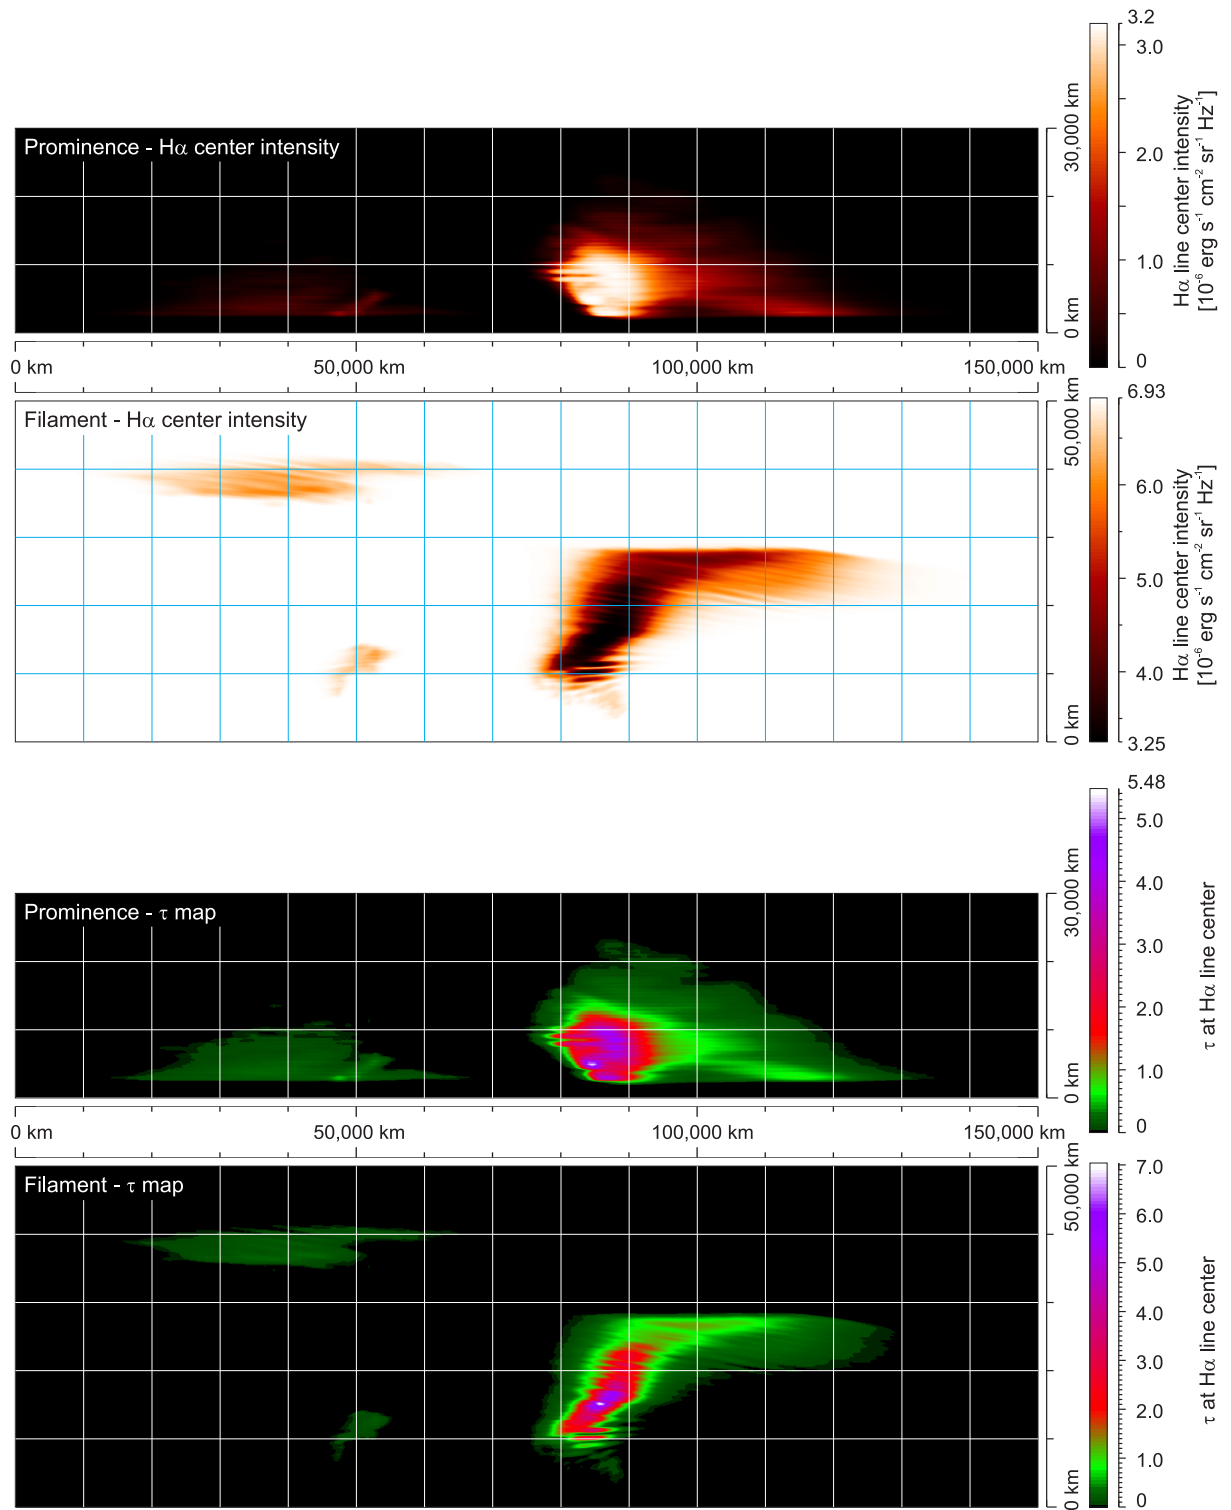 3.2
3.0
2.0
1.0
0
Hα line center intensity
[10⁻⁶ erg s⁻¹ cm⁻² sr⁻¹ Hz⁻¹]
Prominence - Hα center intensity
30,000 km
0 km
0 km 50,000 km 100,000 km 150,000 km
Filament - Hα center intensity
50,000 km
0 km
6.93
6.0
5.0
4.0
3.25
Hα line center intensity
[10⁻⁶ erg s⁻¹ cm⁻² sr⁻¹ Hz⁻¹]
5.48
5.0
4.0
3.0
2.0
1.0
0
τ at Hα line center
Prominence - τ map
30,000 km
0 km
0 km 50,000 km 100,000 km 150,000 km
Filament - τ map
50,000 km
0 km
7.0
6.0
5.0
4.0
3.0
2.0
1.0
0
τ at Hα line center